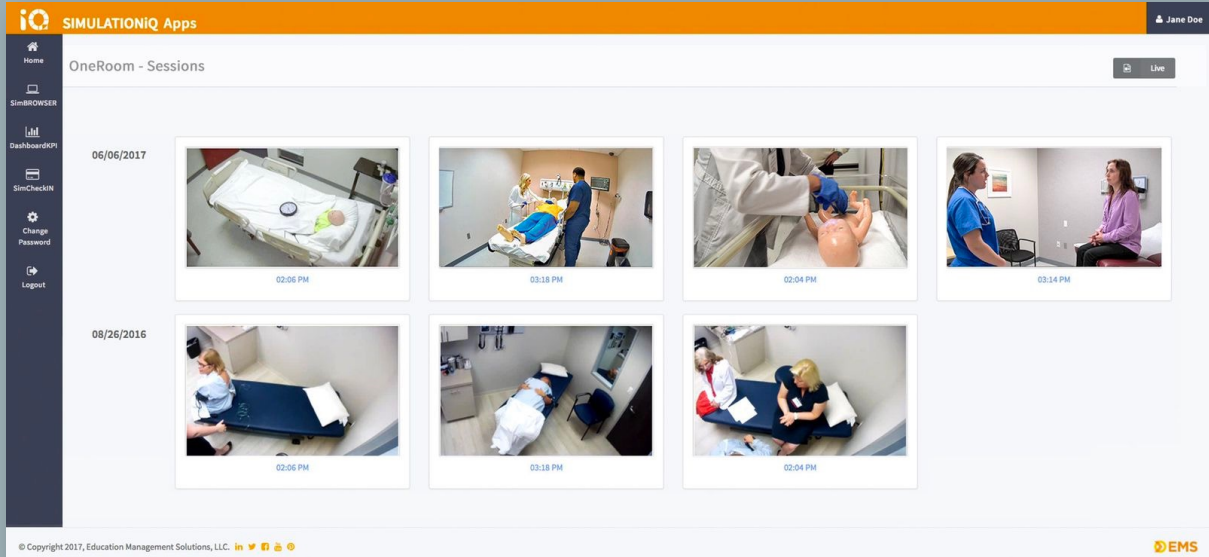 iQ SIMULATIONiQ Apps
Jane Doe
Home
SimBROWSER
DashboardKPI
SimCheckIN
Change
Password
Logout
OneRoom - Sessions
Live
06/06/2017
02:06 PM
03:18 PM
02:04 PM
03:14 PM
08/26/2016
02:06 PM
03:18 PM
02:04 PM
© Copyright 2017, Education Management Solutions, LLC.
EMS